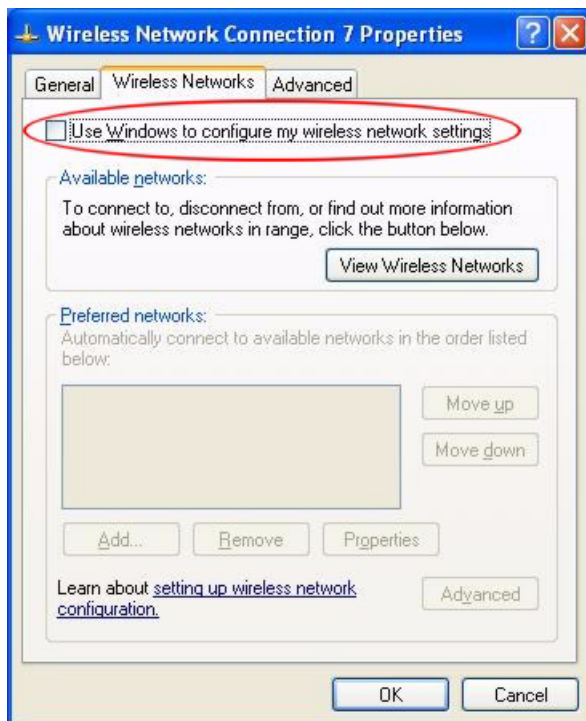 Wireless Network Connection 7 Properties
General Wireless Networks Advanced
Use Windows to configure my wireless network settings
Available networks:
To connect to, disconnect from, or find out more information
about wireless networks in range, click the button below.
View Wireless Networks
Preferred networks:
Automatically connect to available networks in the order listed
below:
Move up
Move down
Add... Remove Properties
Learn about setting up wireless network
configuration.
Advanced
OK Cancel